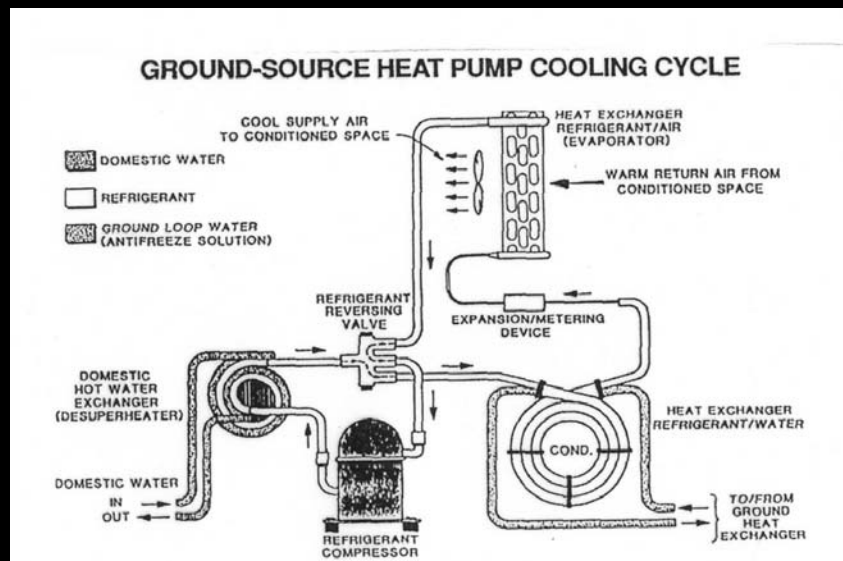 GROUND-SOURCE HEAT PUMP COOLING CYCLE
COOL SUPPLY AIR
TO CONDITIONED SPACE
HEAT EXCHANGER
REFRIGERANT/AIR
(EVAPORATOR)
DOMESTIC WATER
REFRIGERANT
GROUND LOOP WATER
(ANTIFREEZE SOLUTION)
WARM RETURN AIR FROM
CONDITIONED SPACE
REFRIGERANT
REVERSING
VALVE
EXPANSION/METERING
DEVICE
DOMESTIC
HOT WATER
EXCHANGER
(DESUPERHEATER)
HEAT EXCHANGER
REFRIGERANT/WATER
COND.
DOMESTIC WATER
IN
OUT
REFRIGERANT
COMPRESSOR
TO/FROM
GROUND
HEAT
EXCHANGER